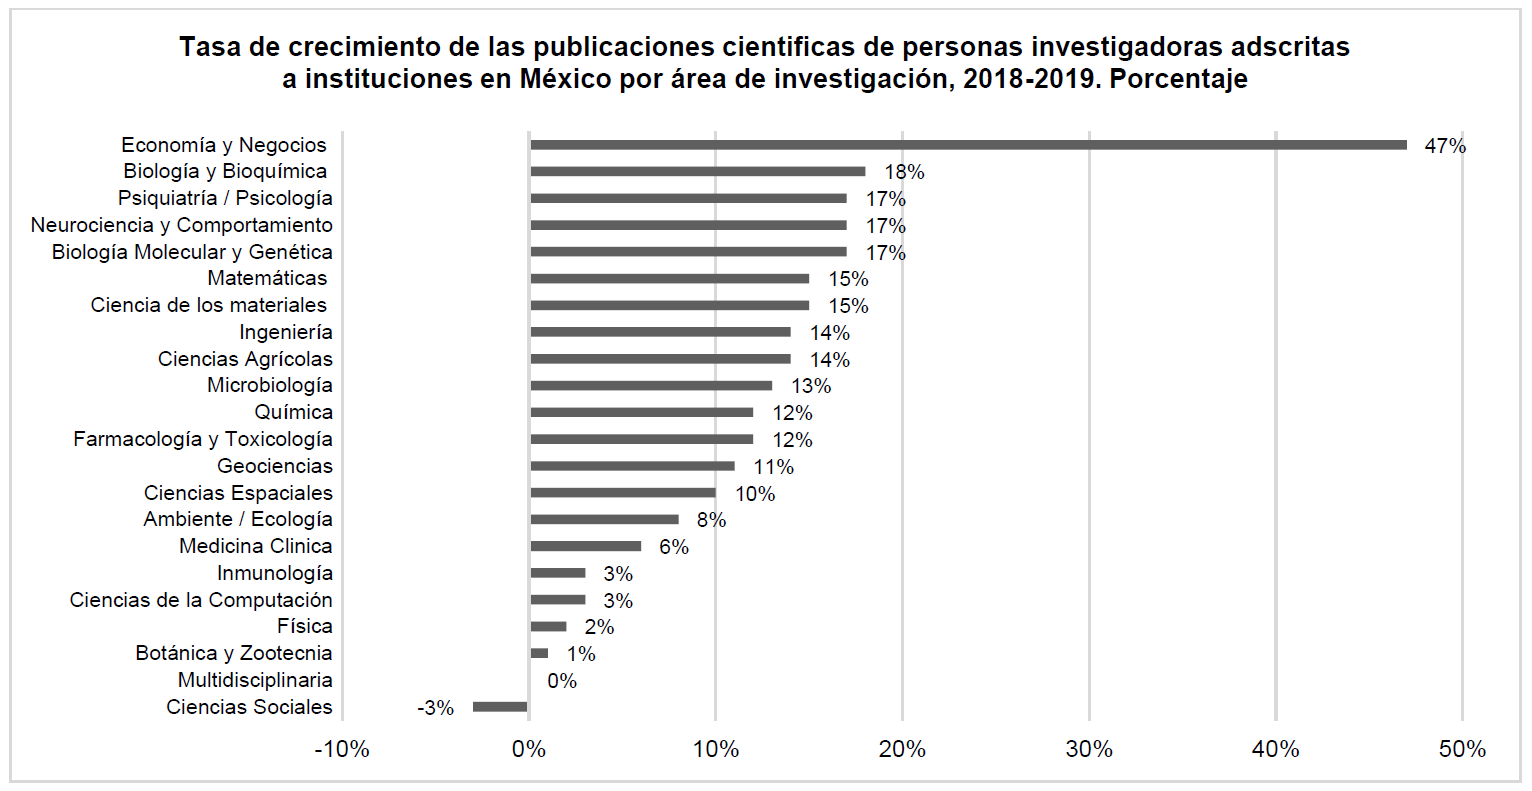 Tasa de crecimiento de las publicaciones cientificas de personas investigadoras adscritas
a instituciones en México por área de investigación, 2018-2019. Porcentaje
Economía y Negocios 47%
Biología y Bioquímica 18%
Psiquiatría / Psicología 17%
Neurociencia y Comportamiento 17%
Biología Molecular y Genética 17%
Matemáticas 15%
Ciencia de los materiales 15%
Ingeniería 14%
Ciencias Agrícolas 14%
Microbiología 13%
Química 12%
Farmacología y Toxicología 12%
Geociencias 11%
Ciencias Espaciales 10%
Ambiente / Ecología 8%
Medicina Clinica 6%
Inmunología 3%
Ciencias de la Computación 3%
Física 2%
Botánica y Zootecnia 1%
Multidisciplinaria 0%
Ciencias Sociales -3%
-10% 0% 10% 20% 30% 40% 50%